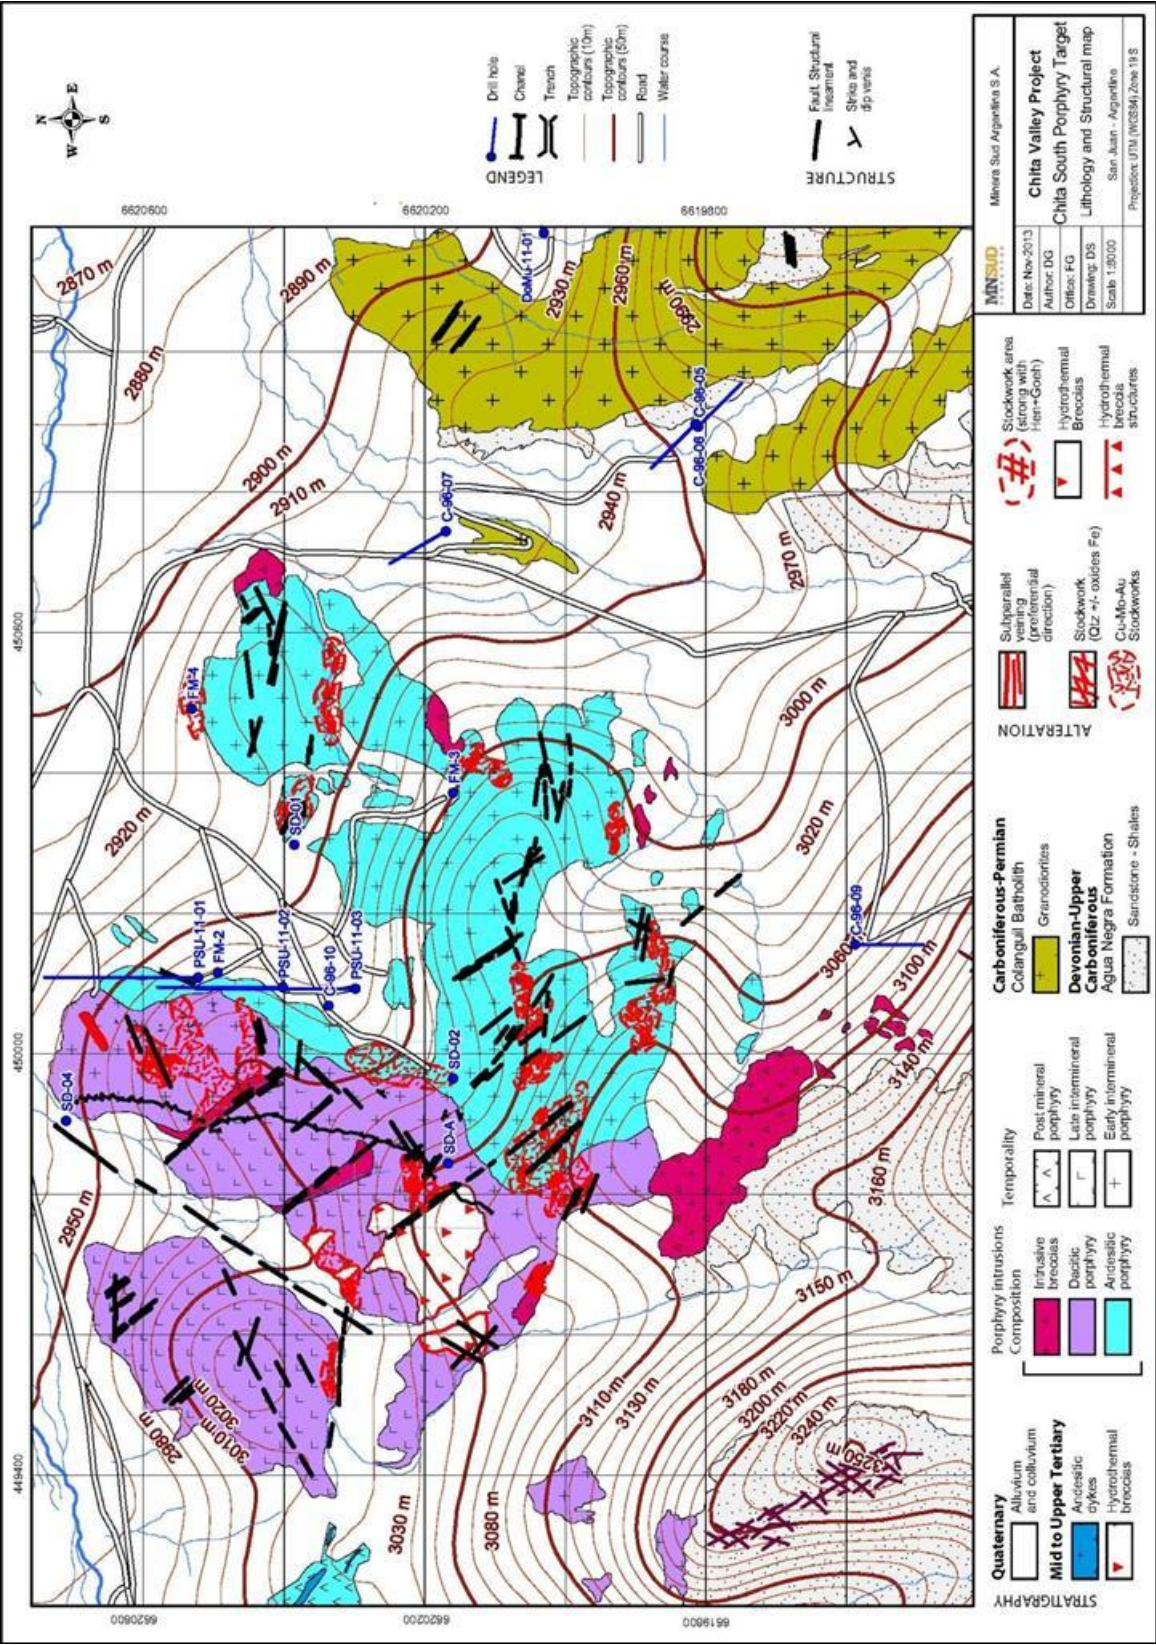 N
W
E
S
LEGEND
Drill hole
Chanel
Trench
Topographic
contours (10m)
Topographic
contours (50m)
Road
Water course
STRUCTURE
Fault, Structural
lineament
Strike and
dip venis
6620600
6620200
6619800
450600
450000
449400
6620600
6620200
6619800
2870 m
2880 m
2890 m
2900 m
2910 m
2920 m
2930 m
2940 m
2950 m
2960 m
2970 m
2980 m
2990 m
3000 m
3010 m
3020 m
3020 m
3030 m
3060
3080 m
3100 m
3110 m
3130 m
3140 m
3150 m
3160 m
3180 m
3200 m
3220 m
3240 m
3250 m
DoMu-11-01
C-96-05
C-96-06
C-96-07
FM-4
FM-3
SD-01
PSU-11-01
FM-2
PSU-11-02
C-96-10
PSU-11-03
SD-02
SD-04
SD-A
C-96-09
STRATIGRAPHY
Quaternary
Alluvium
and colluvium
Mid to Upper Tertiary
Andesitic
dykes
Hydrothermal
breccias
Porphyry intrusions
Composition
Intrusive
breccias
Dacitic
porphyry
Andesitic
porphyry
Temporality
Post mineral
porphyry
Late intermineral
porphyry
Early intermineral
porphyry
Carboniferous-Permian
Colanguil Batholith
Granodiorites
Devonian-Upper
Carboniferous
Agua Negra Formation
Sandstone - Shales
ALTERATION
Subparallel
veining
(preferential
direction)
Stockwork
(Qtz +/- oxides Fe)
Cu-Mo-Au
Stockworks
Stockwork area
(strong with
Hem+Goeh)
Hydrothermal
Breccias
Hydrothermal
breccia
structures
MNSUD
Minera Sud Argentina S.A.
Date: Nov-2013
Author: DG
Office: FG
Drawing: DS
Scale 1:8000
Chita Valley Project
Chita South Porphyry Target
Lithology and Structural map
San Juan - Argentina
Projection: UTM (WGS84) Zone 19 S